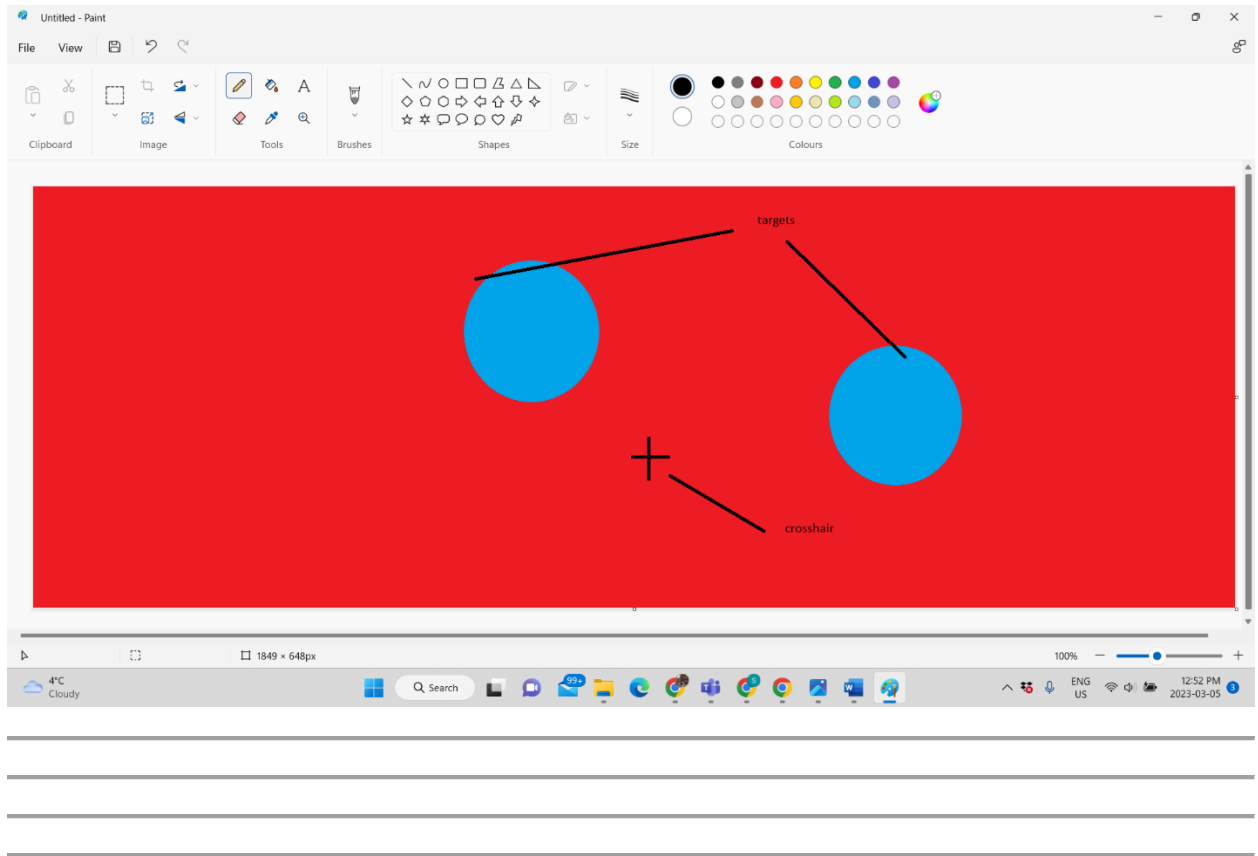 Untitled - Paint
File View
Clipboard Image Tools Brushes Shapes Size Colours
targets
crosshair
1849 × 648px 100%
4°C
Cloudy
Search
99+
ENG
US
12:52 PM
2023-03-05
3